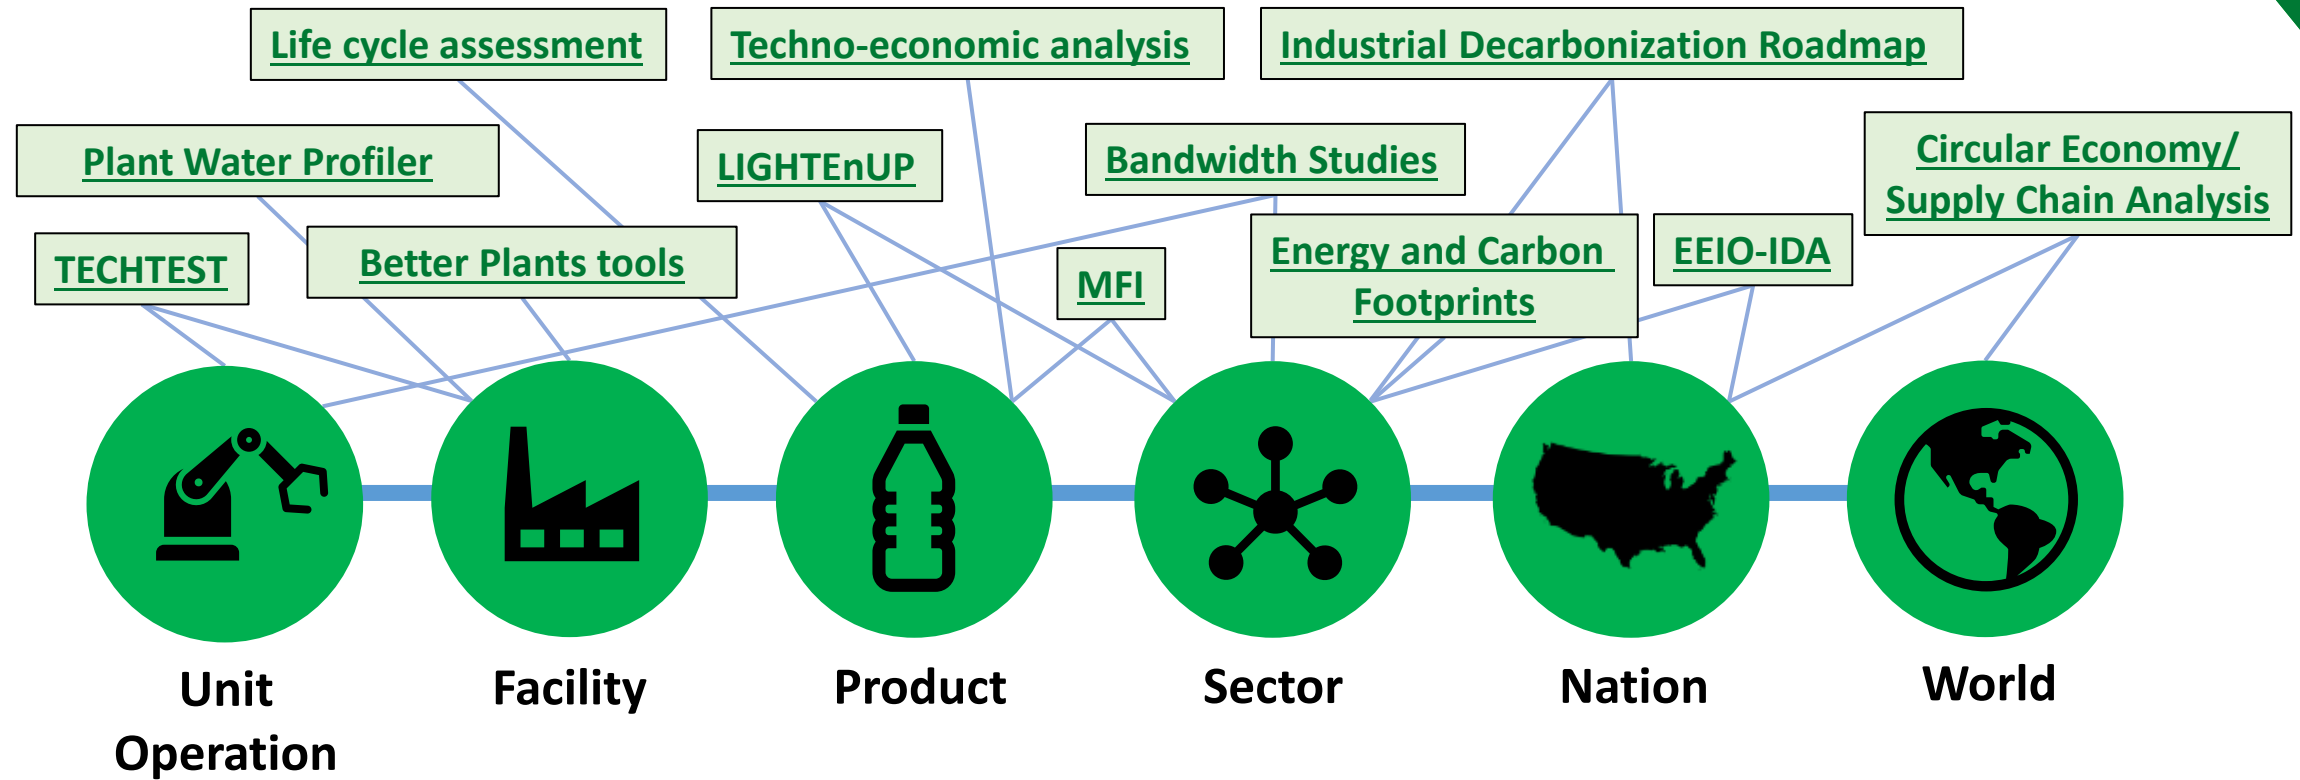 Life cycle assessment
Techno-economic analysis
Industrial Decarbonization Roadmap
Plant Water Profiler
LIGHTEnUP
Bandwidth Studies
Circular Economy/
Supply Chain Analysis
TECHTEST
Better Plants tools
MFI
Energy and Carbon
Footprints
EEIO-IDA
Unit
Operation
Facility
Product
Sector
Nation
World